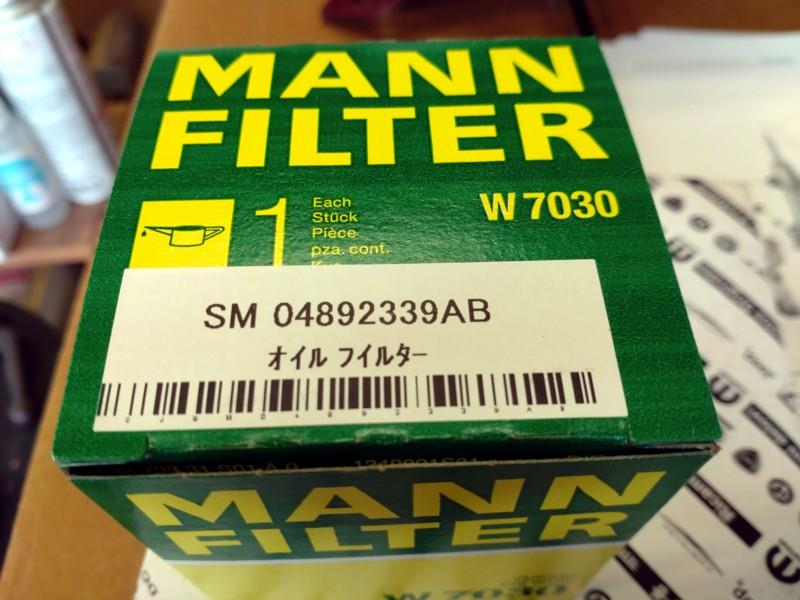 MANN
FILTER
1
Each
Stück
Pièce
pza. cont.
W 7030
SM 04892339AB
オイル フイルター
MANN
FILTER
W 7030